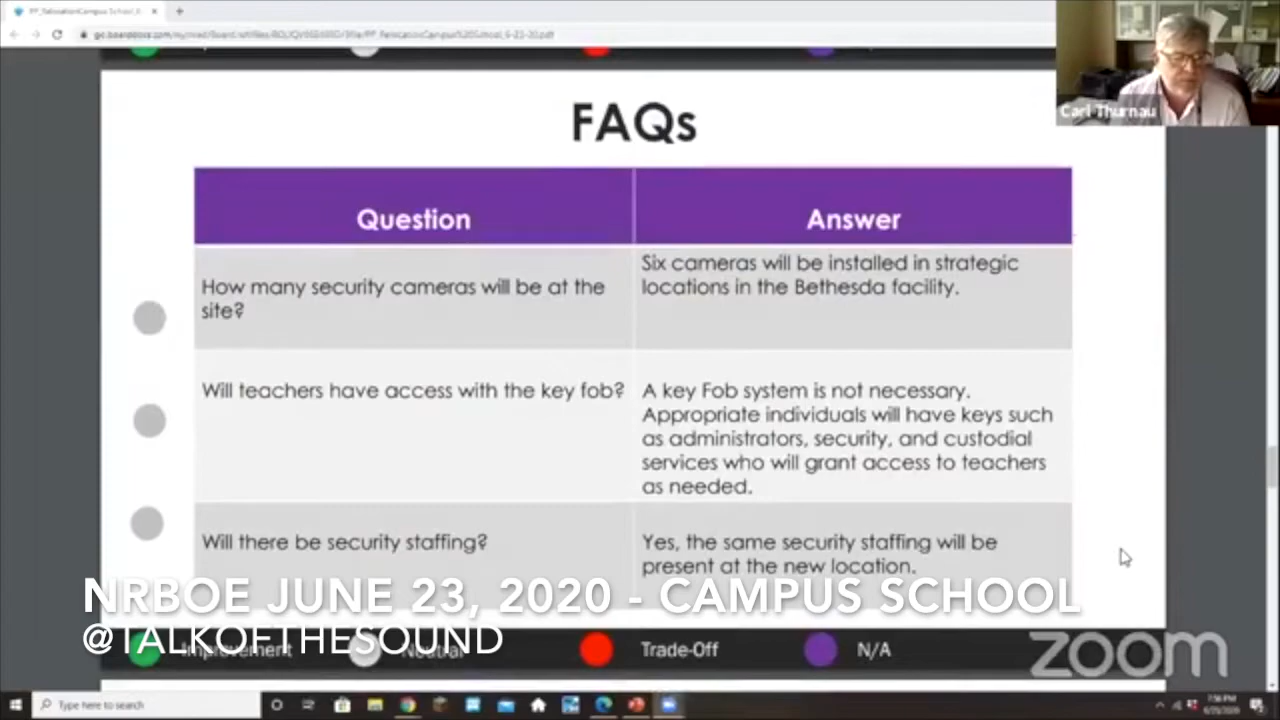 FAQs
Question
Answer
How many security cameras will be at the
site?
Six cameras will be installed in strategic
locations in the Bethesda facility.
Will teachers have access with the key fob?
A key Fob system is not necessary.
Appropriate individuals will have keys such
as administrators, security, and custodial
services who will grant access to teachers
as needed.
Will there be security staffing?
Yes, the same security staffing will be
present at the new location.
Carl Thurnau
NRBOE JUNE 23, 2020 - CAMPUS SCHOOL
@TALKOFTHESOUND
Improvement
Neutral
Trade-Off
N/A
zoom
Type here to search